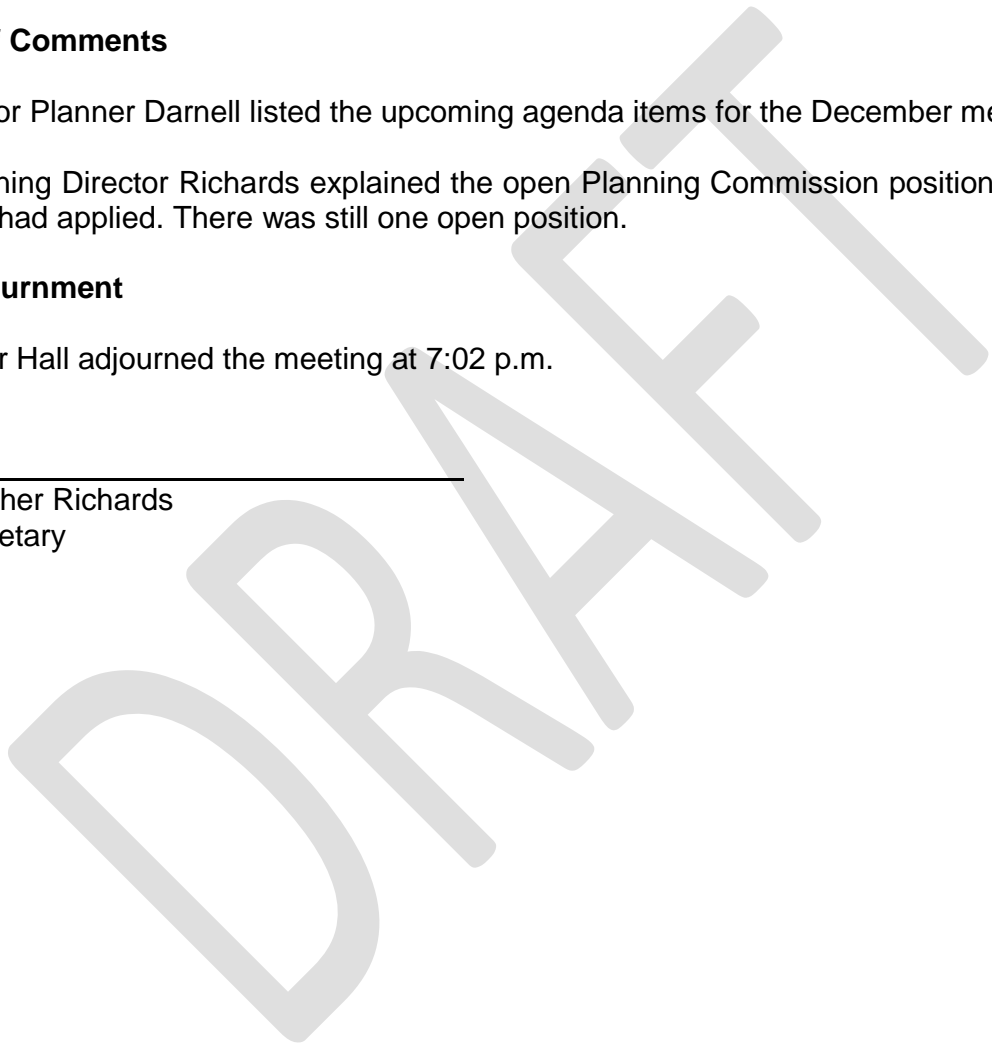 Comments
or Planner Darnell listed the upcoming agenda items for the December me
ning Director Richards explained the open Planning Commission position
had applied. There was still one open position.
urnment
r Hall adjourned the meeting at 7:02 p.m.
her Richards
etary
DRAFT